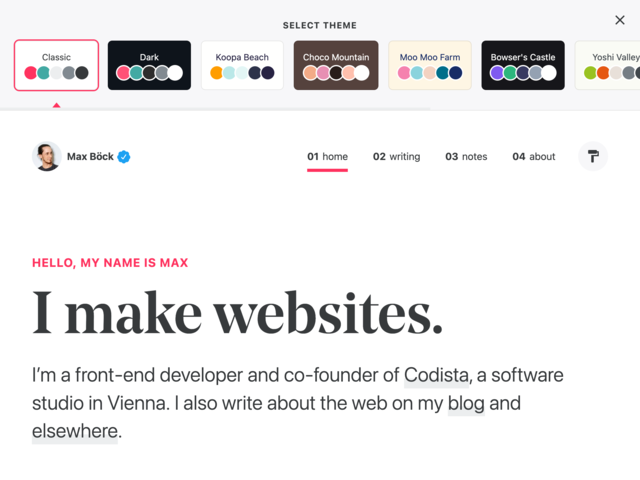 SELECT THEME
Classic
Dark
Koopa Beach
Choco Mountain
Moo Moo Farm
Bowser's Castle
Yoshi Valley
Max Böck
01 home
02 writing
03 notes
04 about
HELLO, MY NAME IS MAX
I make websites.
I’m a front-end developer and co-founder of Codista, a software
studio in Vienna. I also write about the web on my blog and
elsewhere.